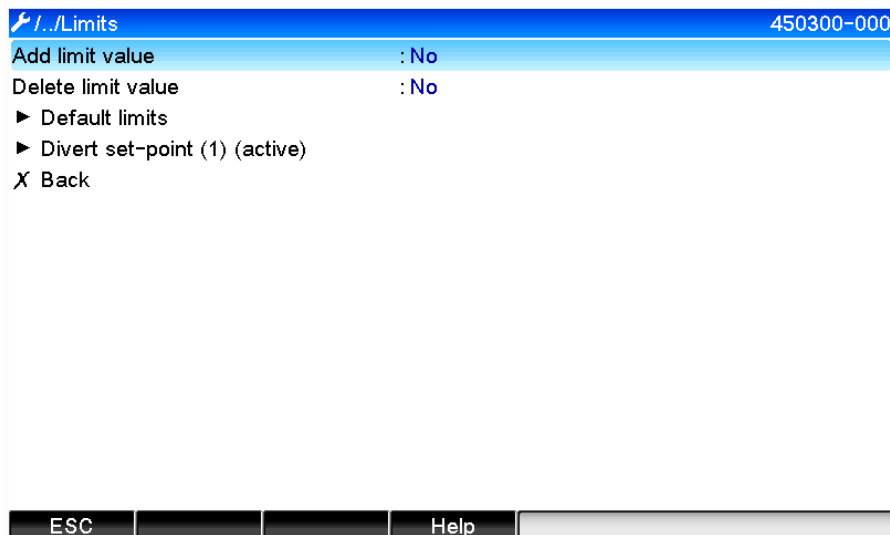 /../Limits 450300-000
Add limit value : No
Delete limit value : No
► Default limits
► Divert set-point (1) (active)
X Back
ESC Help